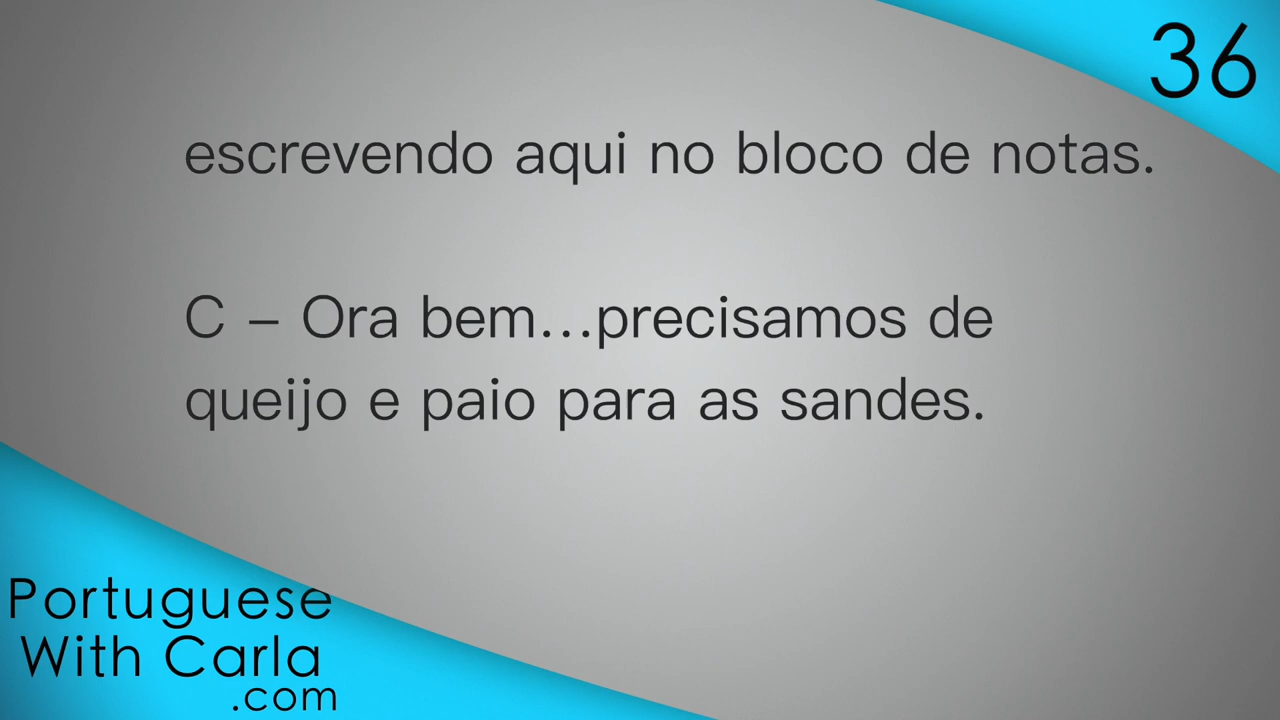 36
escrevendo aqui no bloco de notas.
C – Ora bem...precisamos de
queijo e paio para as sandes.
Portuguese
With Carla
.com